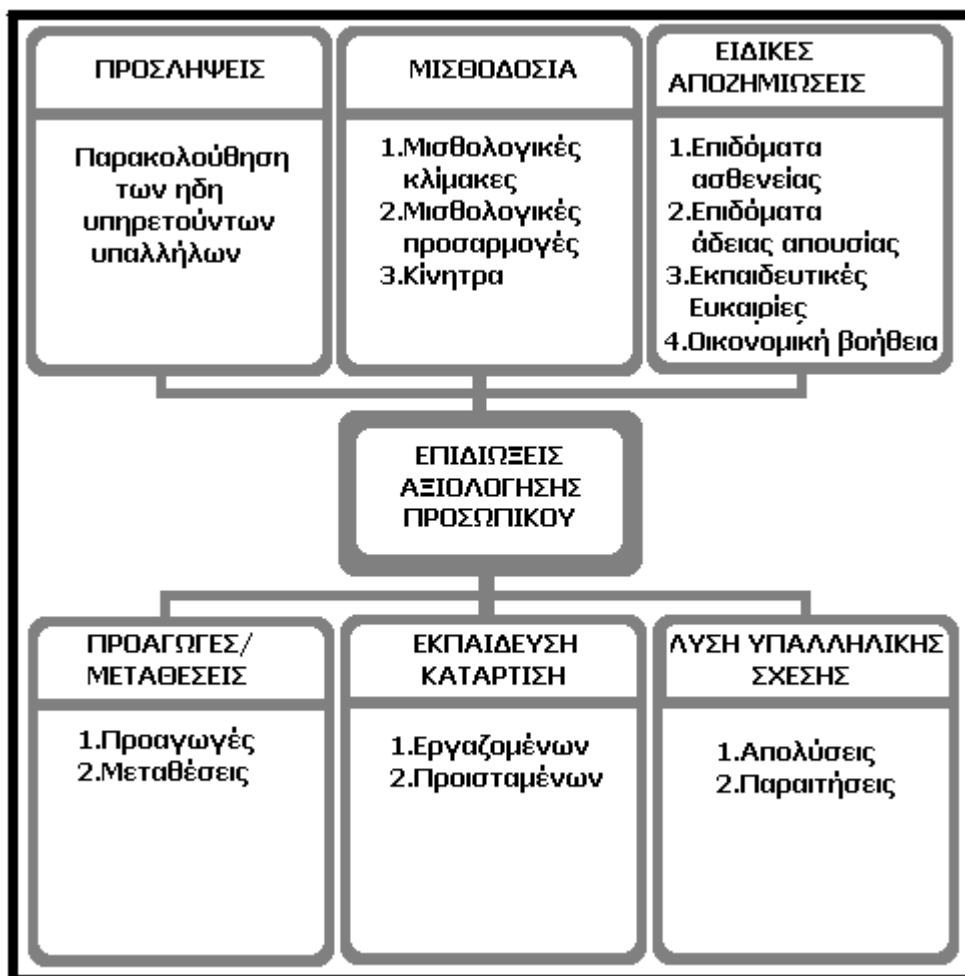 ΠΡΟΣΛΗΨΕΙΣ
Παρακολούθηση
των ηδη
υπηρετούντων
υπαλλήλων
ΜΙΣΘΟΔΟΣΙΑ
1.Μισθολογικές
κλίμακες
2.Μισθολογικές
προσαρμογές
3.Κίνητρα
ΕΙΔΙΚΕΣ
ΑΠΟΖΗΜΙΩΣΕΙΣ
1.Επιδόματα
ασθενείας
2.Επιδόματα
άδειας απουσίας
3.Εκπαιδευτικές
Ευκαιρίες
4.Οικονομική βοήθεια
ΕΠΙΔΙΩΞΕΙΣ
ΑΞΙΟΛΟΓΗΣΗΣ
ΠΡΟΣΩΠΙΚΟΥ
ΠΡΟΑΓΩΓΕΣ/
ΜΕΤΑΘΕΣΕΙΣ
1.Προαγωγές
2.Μεταθέσεις
ΕΚΠΑΙΔΕΥΣΗ
ΚΑΤΑΡΤΙΣΗ
1.Εργαζομένων
2.Προισταμένων
ΛΥΣΗ ΥΠΑΛΛΗΛΙΚΗΣ
ΣΧΕΣΗΣ
1.Απολύσεις
2.Παραιτήσεις